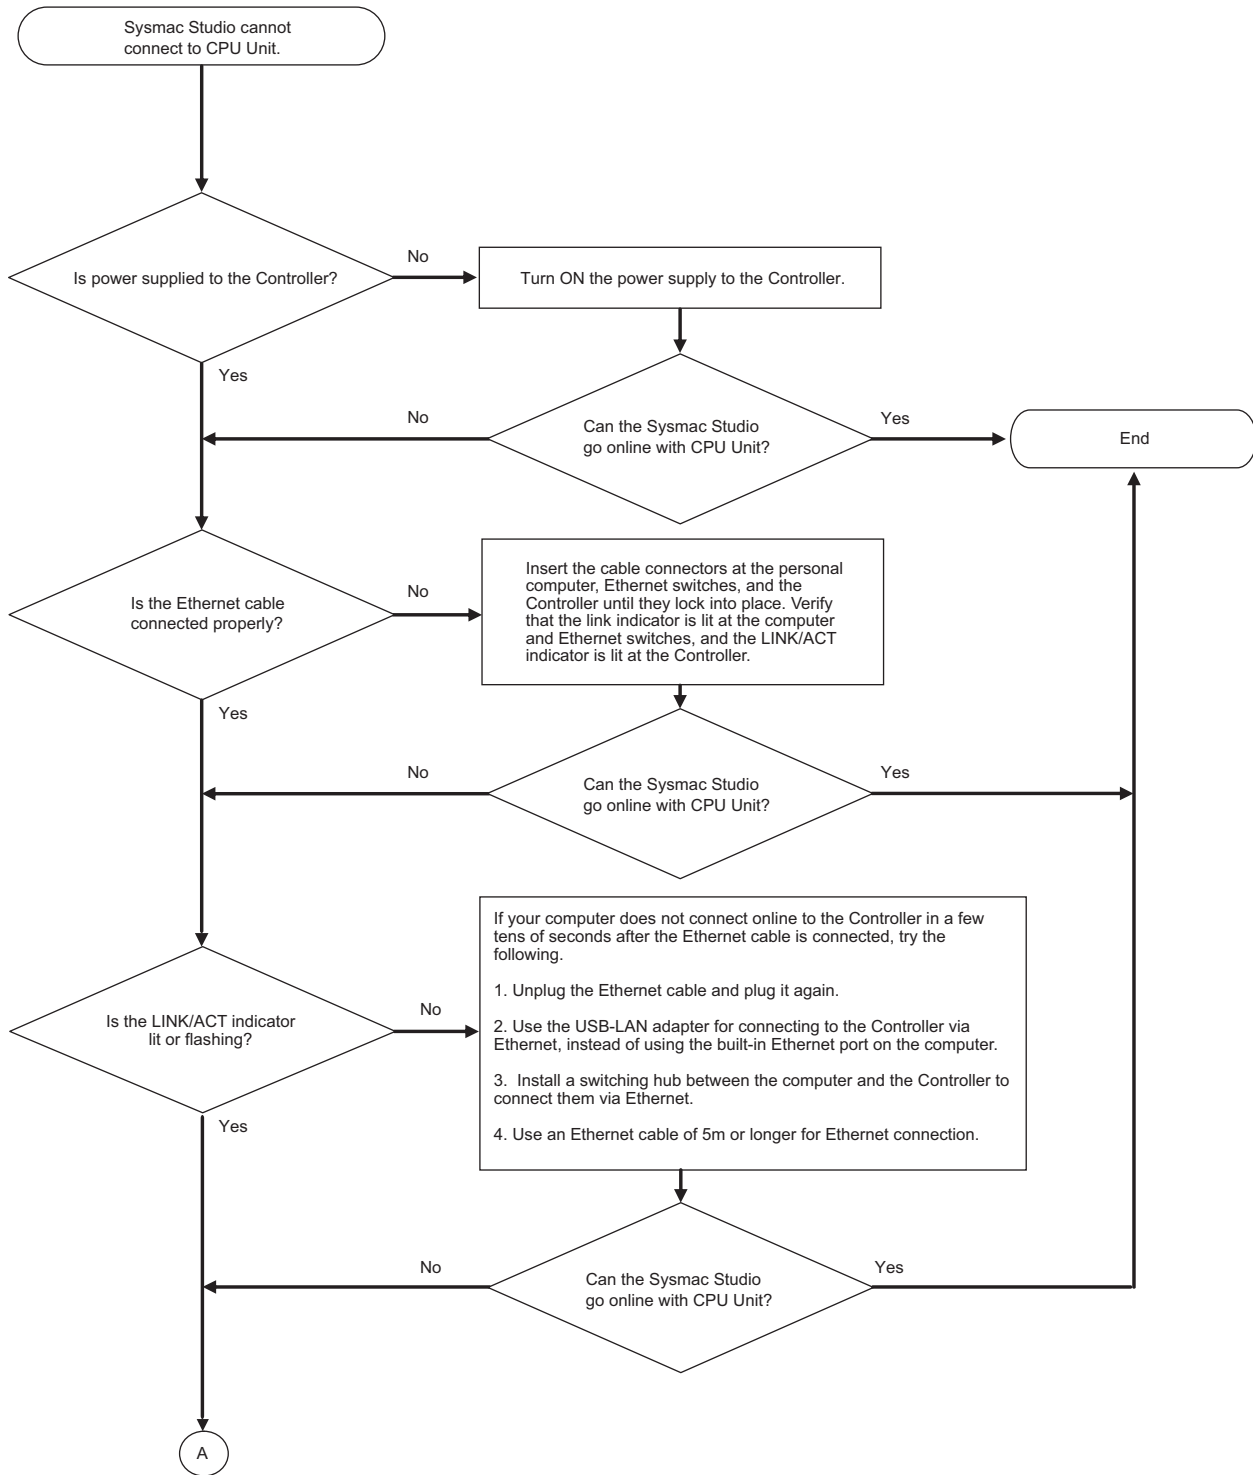 Sysmac Studio cannot
connect to CPU Unit.
Is power supplied to the Controller?
No
Turn ON the power supply to the Controller.
Yes
No
Can the Sysmac Studio
go online with CPU Unit?
Yes
End
Is the Ethernet cable
connected properly?
No
Insert the cable connectors at the personal
computer, Ethernet switches, and the
Controller until they lock into place. Verify
that the link indicator is lit at the computer
and Ethernet switches, and the LINK/ACT
indicator is lit at the Controller.
Yes
No
Can the Sysmac Studio
go online with CPU Unit?
Yes
Is the LINK/ACT indicator
lit or flashing?
No
If your computer does not connect online to the Controller in a few
tens of seconds after the Ethernet cable is connected, try the
following.
1. Unplug the Ethernet cable and plug it again.
2. Use the USB-LAN adapter for connecting to the Controller via
Ethernet, instead of using the built-in Ethernet port on the computer.
3.  Install a switching hub between the computer and the Controller to
connect them via Ethernet.
4. Use an Ethernet cable of 5m or longer for Ethernet connection.
Yes
No
Can the Sysmac Studio
go online with CPU Unit?
Yes
A